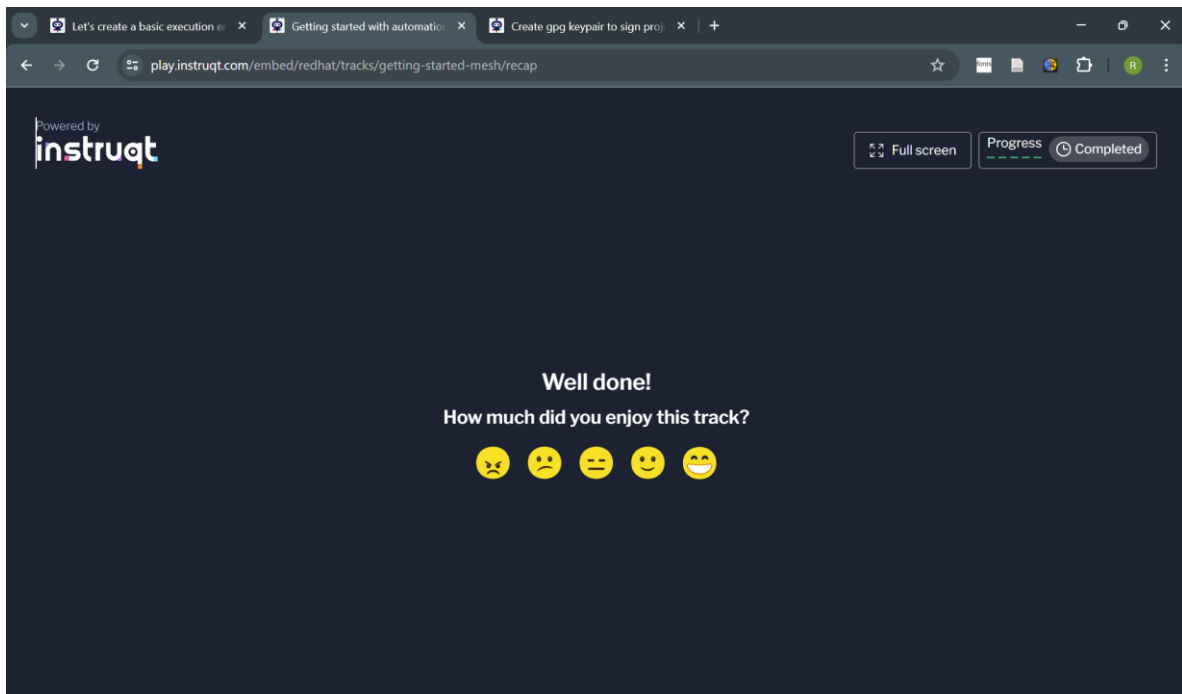 Let's create a basic execution e
Getting started with automatio
Create gpg keypair to sign proj
play.instruqt.com/embed/redhat/tracks/getting-started-mesh/recap
fonts
R
Powered by
instruqt
Full screen
Progress
Completed
Well done!
How much did you enjoy this track?